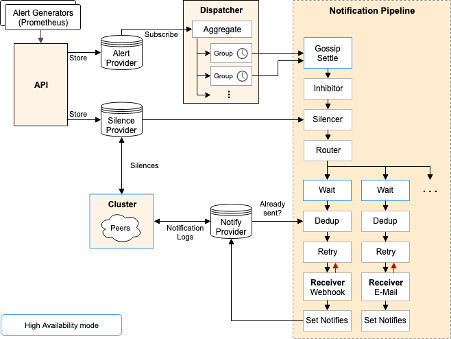 Alert Generators
(Prometheus)
API
Store
Alert
Provider
Subscribe
Dispatcher
Aggregate
Group
Group
Notification Pipeline
Gossip
Settle
Inhibitor
Silencer
Router
Store
Silence
Provider
Silences
Cluster
Peers
Notification
Logs
Notify
Provider
Already
sent?
Wait
Wait
. . .
Dedup
Dedup
Retry
Retry
Receiver
Webhook
Receiver
E-Mail
Set Notifies
Set Notifies
High Availability mode